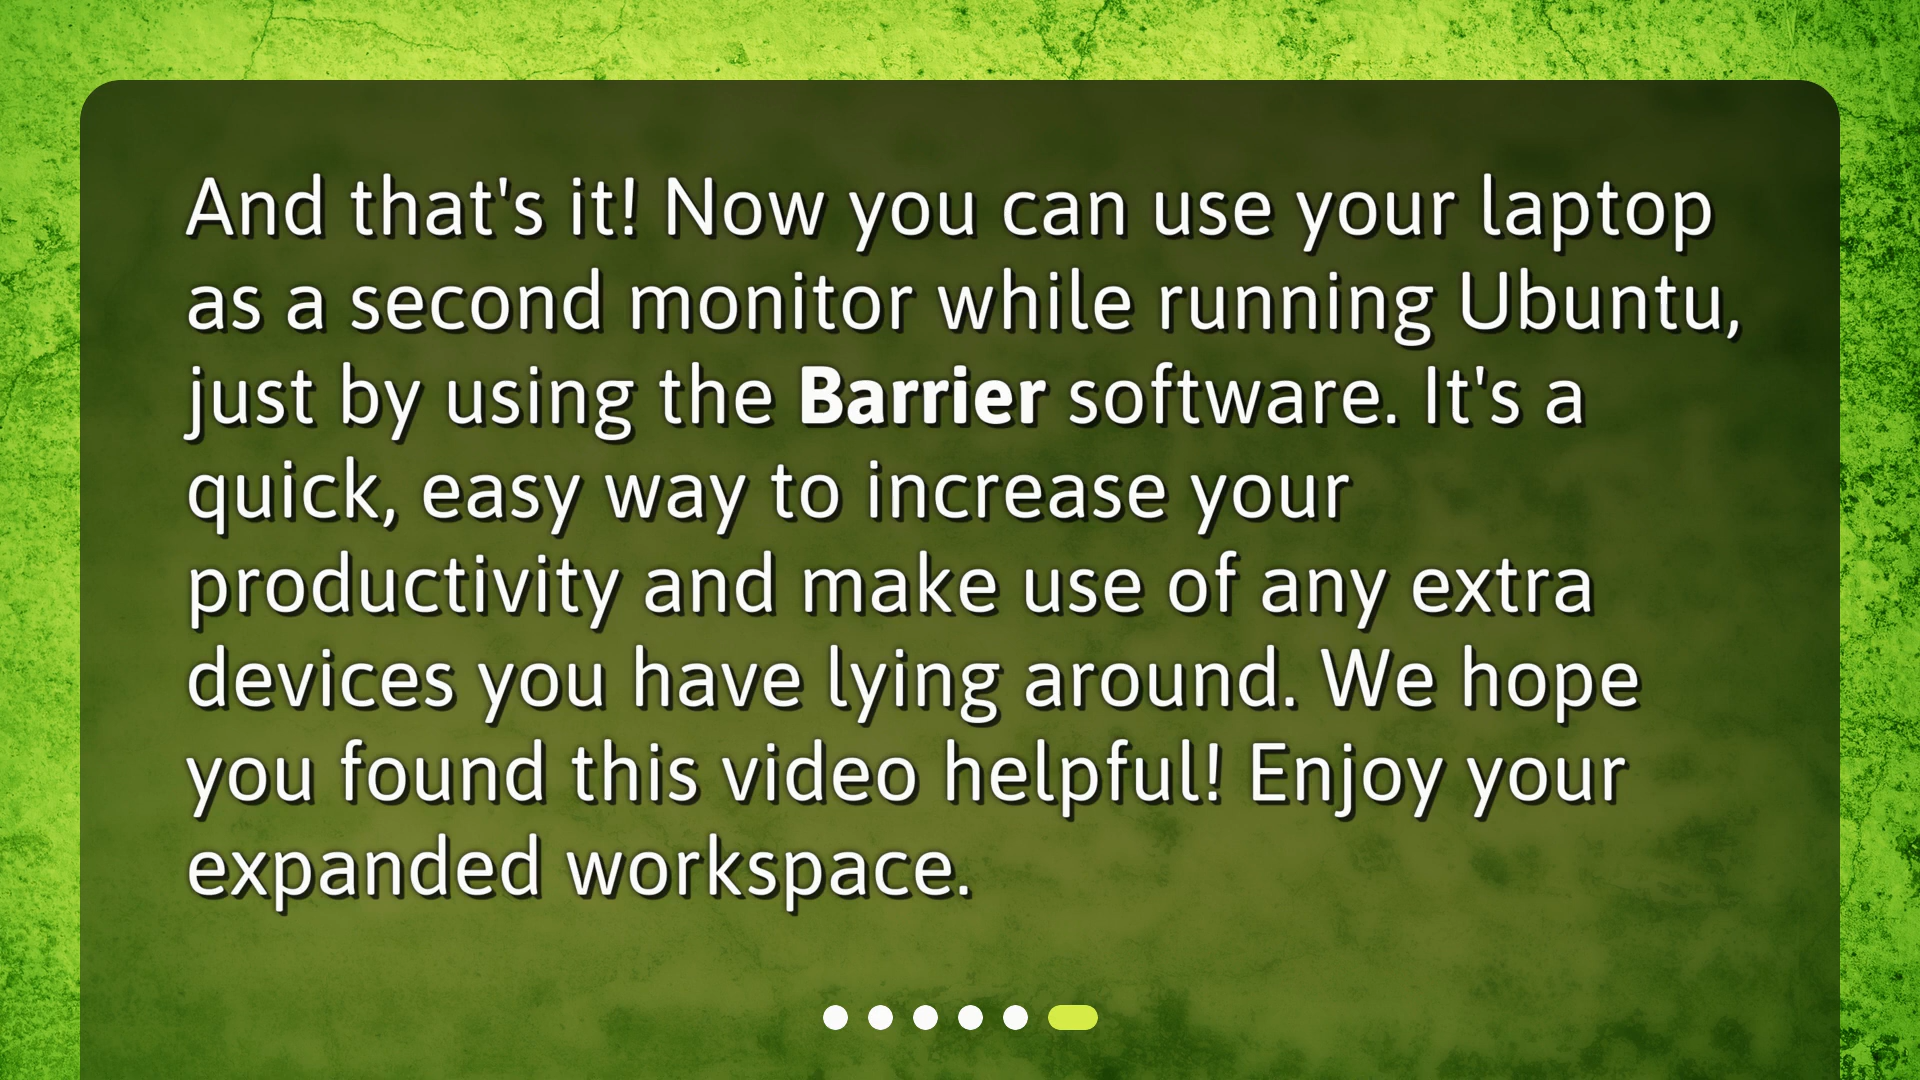 And that's it! Now you can use your laptop
as a second monitor while running Ubuntu,
just by using the Barrier software. It's a
quick, easy way to increase your
productivity and make use of any extra
devices you have lying around. We hope
you found this video helpful! Enjoy your
expanded workspace.